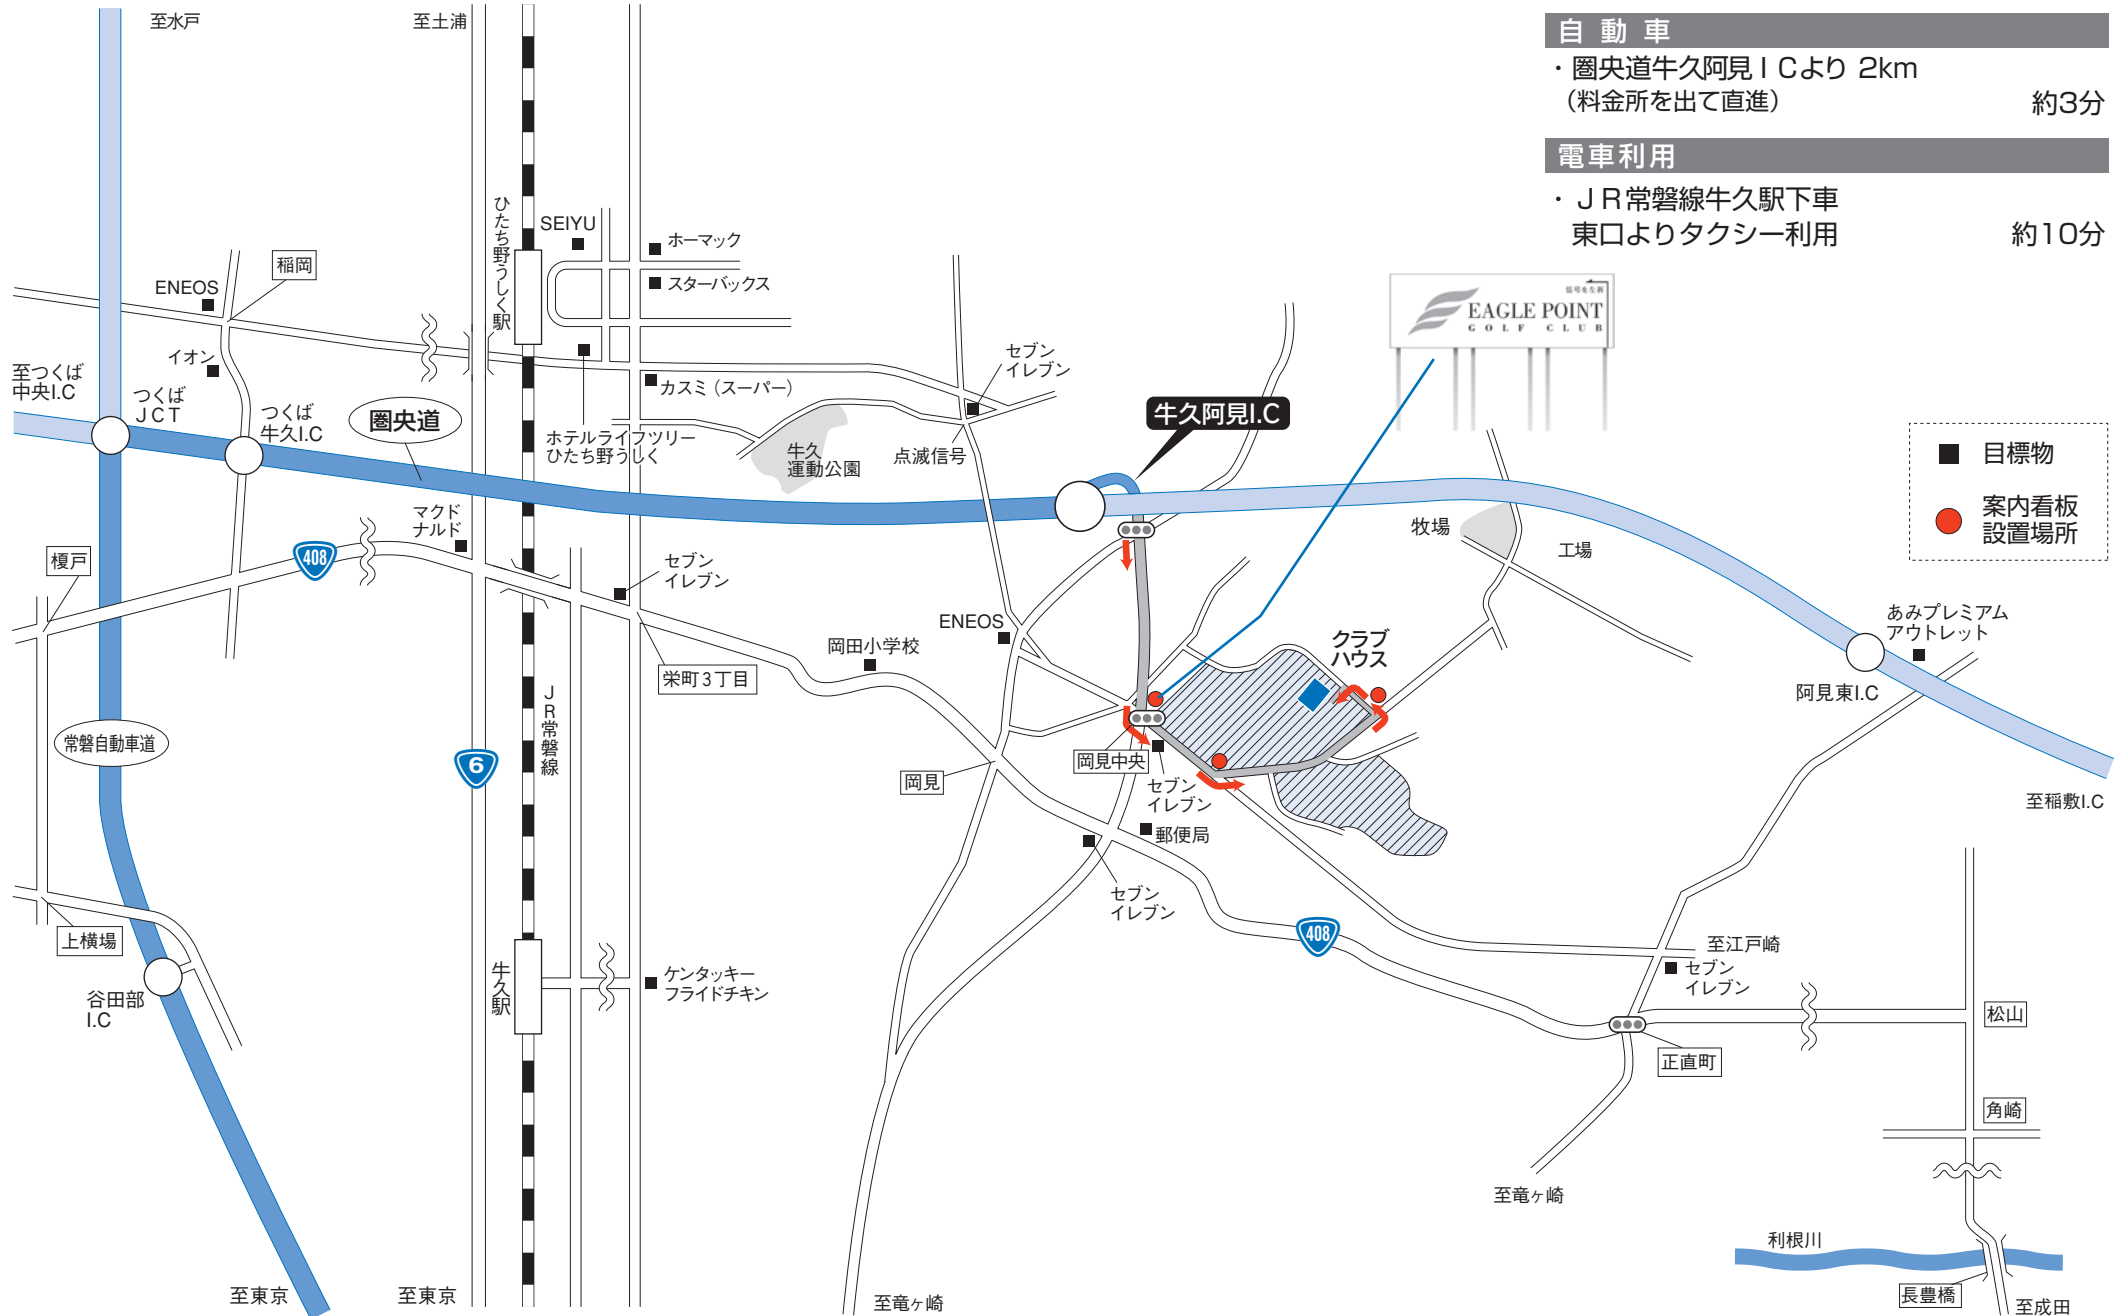 至水戸
至土浦
自動車
・圏央道牛久阿見ＩＣより 2km
（料金所を出て直進）
約3分
電車利用
・ＪＲ常磐線牛久駅下車
東口よりタクシー利用
約10分
ひたち野うしく駅
SEIYU
ホーマック
スターバックス
稲岡
ENEOS
イオン
信号を左折
EAGLE POINT
GOLF CLUB
至つくば
中央I.C
つくば
JCT
つくば
牛久I.C
圏央道
カスミ（スーパー）
セブン
イレブン
ホテルライフツリー
ひたち野うしく
牛久
運動公園
点滅信号
牛久阿見I.C
目標物
案内看板
設置場所
牧場
工場
マクド
ナルド
榎戸
408
セブン
イレブン
ENEOS
岡田小学校
栄町3丁目
クラブ
ハウス
あみプレミアム
アウトレット
阿見東I.C
常磐自動車道
6
JR常磐線
岡見
岡見中央
セブン
イレブン
郵便局
至稲敷I.C
セブン
イレブン
上横場
谷田部
I.C
牛久駅
ケンタッキー
フライドチキン
408
至江戸崎
セブン
イレブン
松山
正直町
角崎
至竜ヶ崎
利根川
長豊橋
至成田
至東京
至東京
至竜ヶ崎